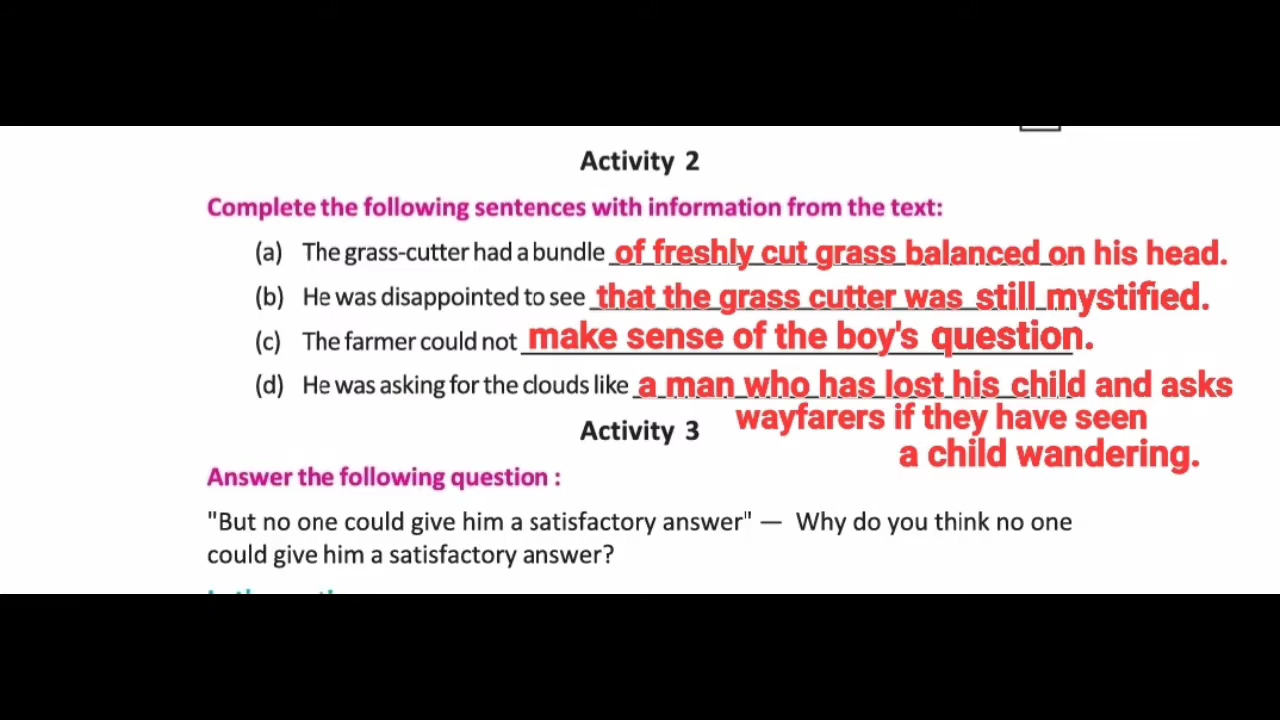 Activity 2
Complete the following sentences with information from the text:
(a) The grass-cutter had a bundle of freshly cut grass balanced on his head.
(b) He was disappointed to see that the grass cutter was still mystified.
(c) The farmer could not make sense of the boy's question.
(d) He was asking for the clouds like a man who has lost his child and asks
wayfarers if they have seen
Activity 3
a child wandering.
Answer the following question :
"But no one could give him a satisfactory answer" — Why do you think no one
could give him a satisfactory answer?